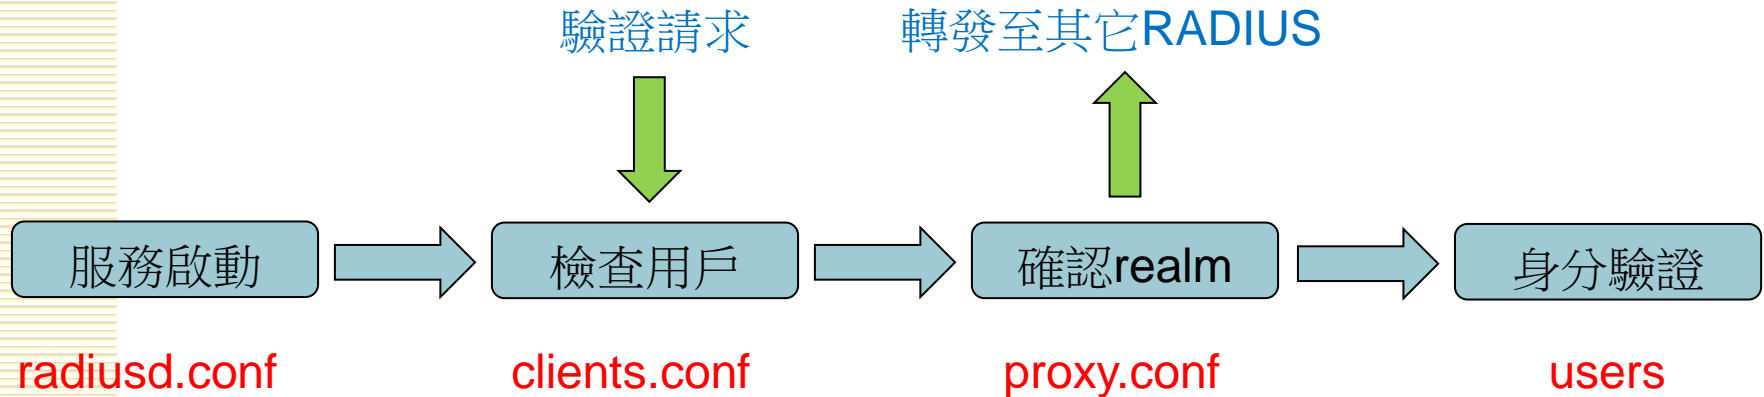 驗證請求
轉發至其它RADIUS
服務啟動
檢查用戶
確認realm
身分驗證
radiusd.conf
clients.conf
proxy.conf
users